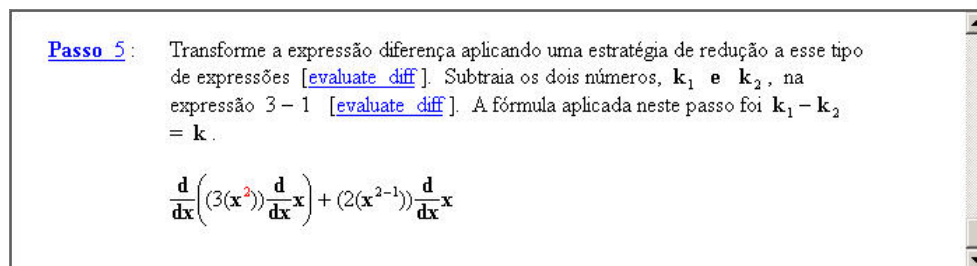 Passo 5 : Transforme a expressão diferença aplicando uma estratégia de redução a esse tipo
de expressões [evaluate diff ]. Subtraia os dois números, k₁ e k₂ , na
expressão 3 − 1 [evaluate diff ]. A fórmula aplicada neste passo foi k₁ − k₂
= k .
d/dx((3(x²))d/dx x) + (2(x²⁻¹))d/dx x